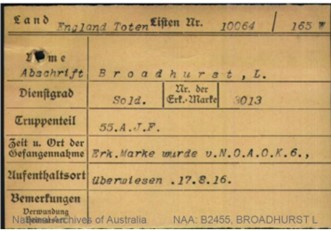 Land England Toten Listen Nr. 10064 / 165 W
Name
Abschrift Broadhurst, L.
Dienstgrad Sold. Nr. der Erk.-Marke 3013
Truppenteil 55.A.J.F.
Zeit u. Ort der Gefangennahme Erk.Marke wurde v.N.O.A.O.K.6.,
Aufenthaltsort überwiesen .17.8.16.
Bemerkungen
Verwundung
National Archives of Australia NAA: B2455, BROADHURST L